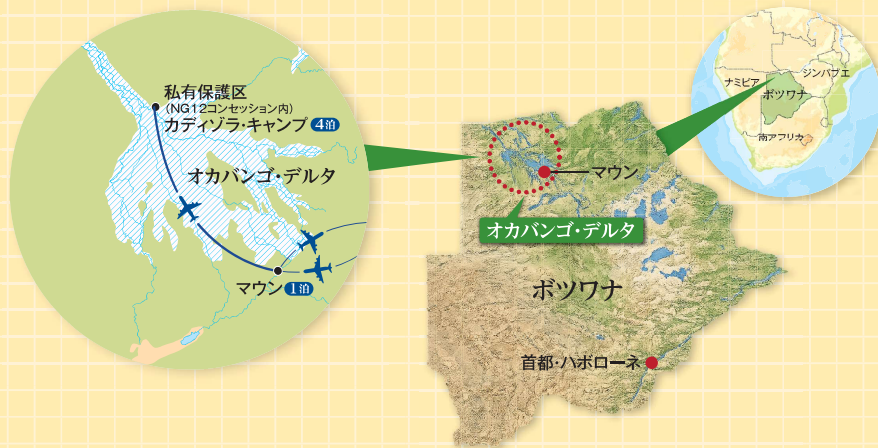 私有保護区
(NG12コンセッション内)
カディゾラ・キャンプ 4泊
オカバンゴ・デルタ
マウン 1泊
マウン
オカバンゴ・デルタ
ボツワナ
首都・ハボローネ
ナミビア
ジンバブエ
ボツワナ
南アフリカ